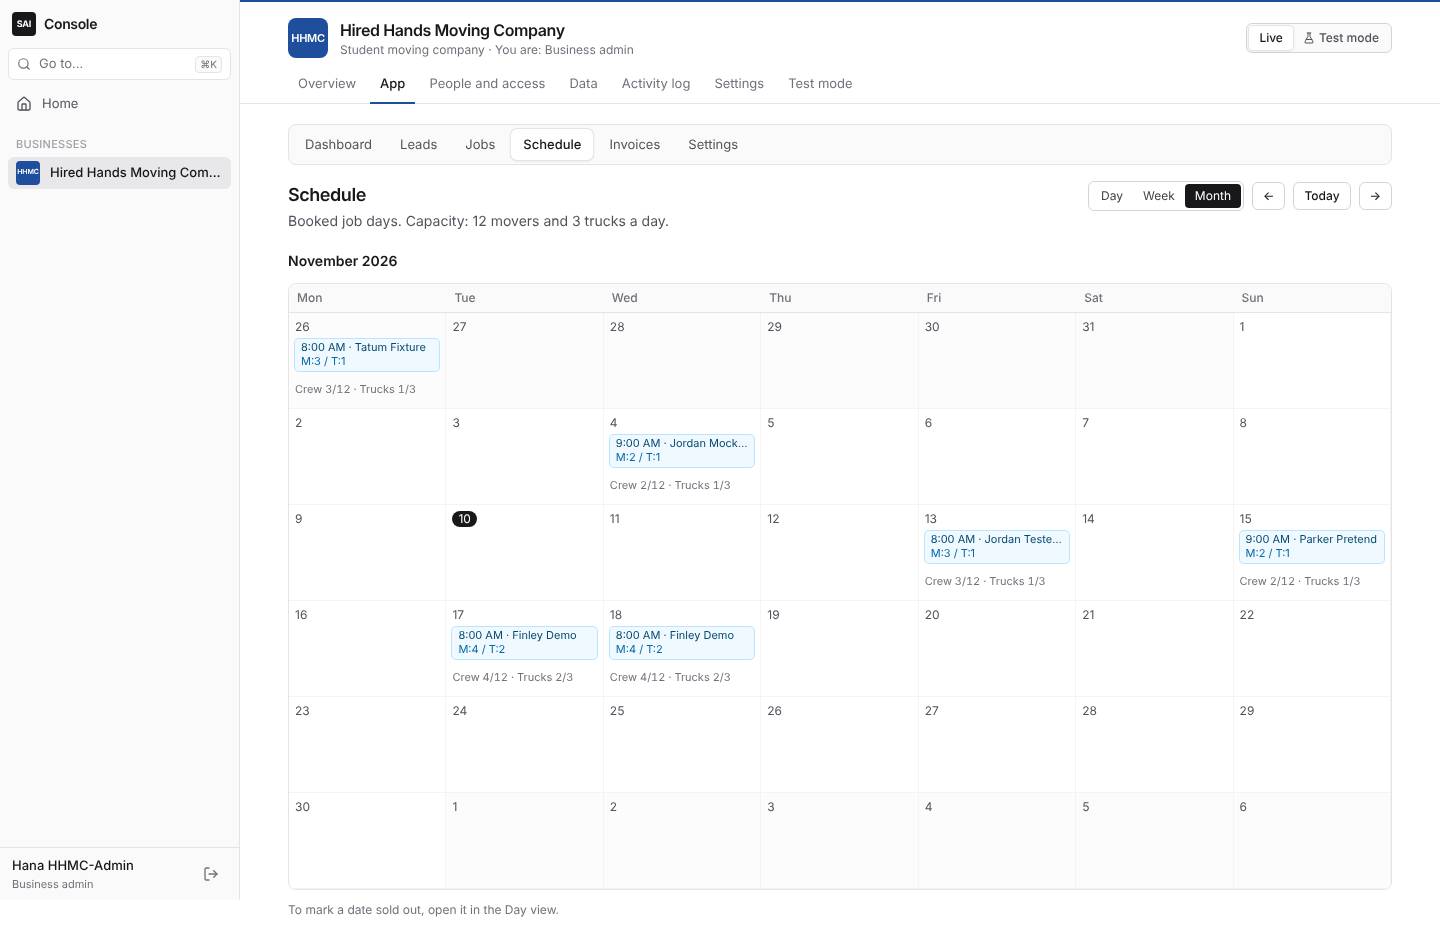 SAI Console
Go to... ⌘K
Home
BUSINESSES
HHMC Hired Hands Moving Com...
Hana HHMC-Admin
Business admin
HHMC
Hired Hands Moving Company
Student moving company · You are: Business admin
Live Test mode
Overview App People and access Data Activity log Settings Test mode
Dashboard Leads Jobs Schedule Invoices Settings
Schedule
Booked job days. Capacity: 12 movers and 3 trucks a day.
Day Week Month ← Today →
November 2026
Mon Tue Wed Thu Fri Sat Sun
26 27 28 29 30 31 1
8:00 AM · Tatum Fixture
M:3 / T:1
Crew 3/12 · Trucks 1/3
2 3 4 5 6 7 8
9:00 AM · Jordan Mock...
M:2 / T:1
Crew 2/12 · Trucks 1/3
9 10 11 12 13 14 15
8:00 AM · Jordan Teste... 9:00 AM · Parker Pretend
M:3 / T:1 M:2 / T:1
Crew 3/12 · Trucks 1/3 Crew 2/12 · Trucks 1/3
16 17 18 19 20 21 22
8:00 AM · Finley Demo 8:00 AM · Finley Demo
M:4 / T:2 M:4 / T:2
Crew 4/12 · Trucks 2/3 Crew 4/12 · Trucks 2/3
23 24 25 26 27 28 29
30 1 2 3 4 5 6
To mark a date sold out, open it in the Day view.